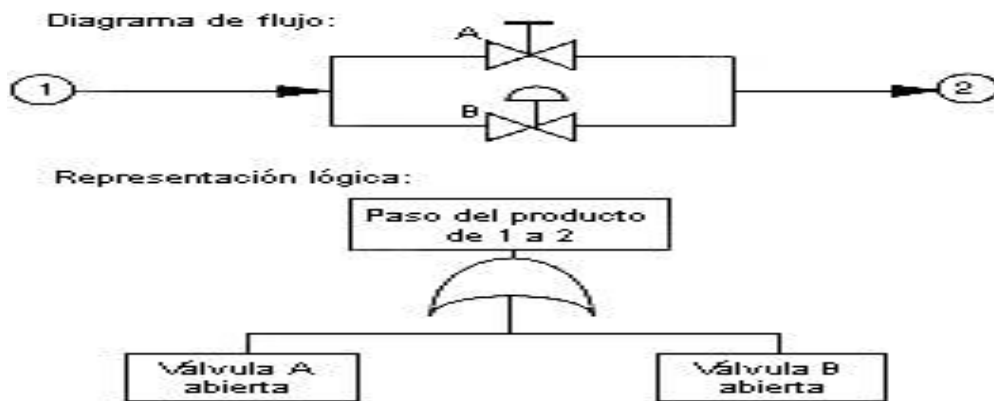 Diagrama de flujo:
A
1
2
B
Representación lógica:
Paso del producto
de 1 a 2
Válvula A
abierta
Válvula B
abierta